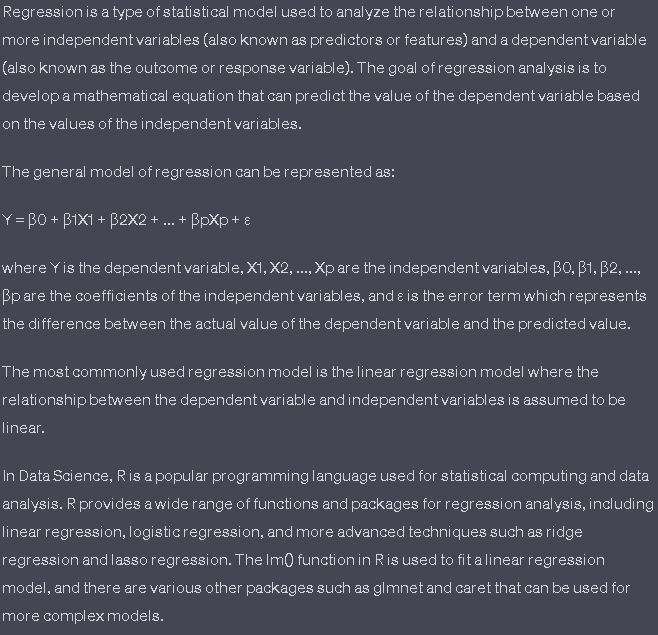 Regression is a type of statistical model used to analyze the relationship between one or
more independent variables (also known as predictors or features) and a dependent variable
(also known as the outcome or response variable). The goal of regression analysis is to
develop a mathematical equation that can predict the value of the dependent variable based
on the values of the independent variables.
The general model of regression can be represented as:
Y = β0 + β1X1 + β2X2 + ... + βpXp + ε
where Y is the dependent variable, X1, X2, ..., Xp are the independent variables, β0, β1, β2, ...,
βp are the coefficients of the independent variables, and ε is the error term which represents
the difference between the actual value of the dependent variable and the predicted value.
The most commonly used regression model is the linear regression model where the
relationship between the dependent variable and independent variables is assumed to be
linear.
In Data Science, R is a popular programming language used for statistical computing and data
analysis. R provides a wide range of functions and packages for regression analysis, including
linear regression, logistic regression, and more advanced techniques such as ridge
regression and lasso regression. The lm() function in R is used to fit a linear regression
model, and there are various other packages such as glmnet and caret that can be used for
more complex models.